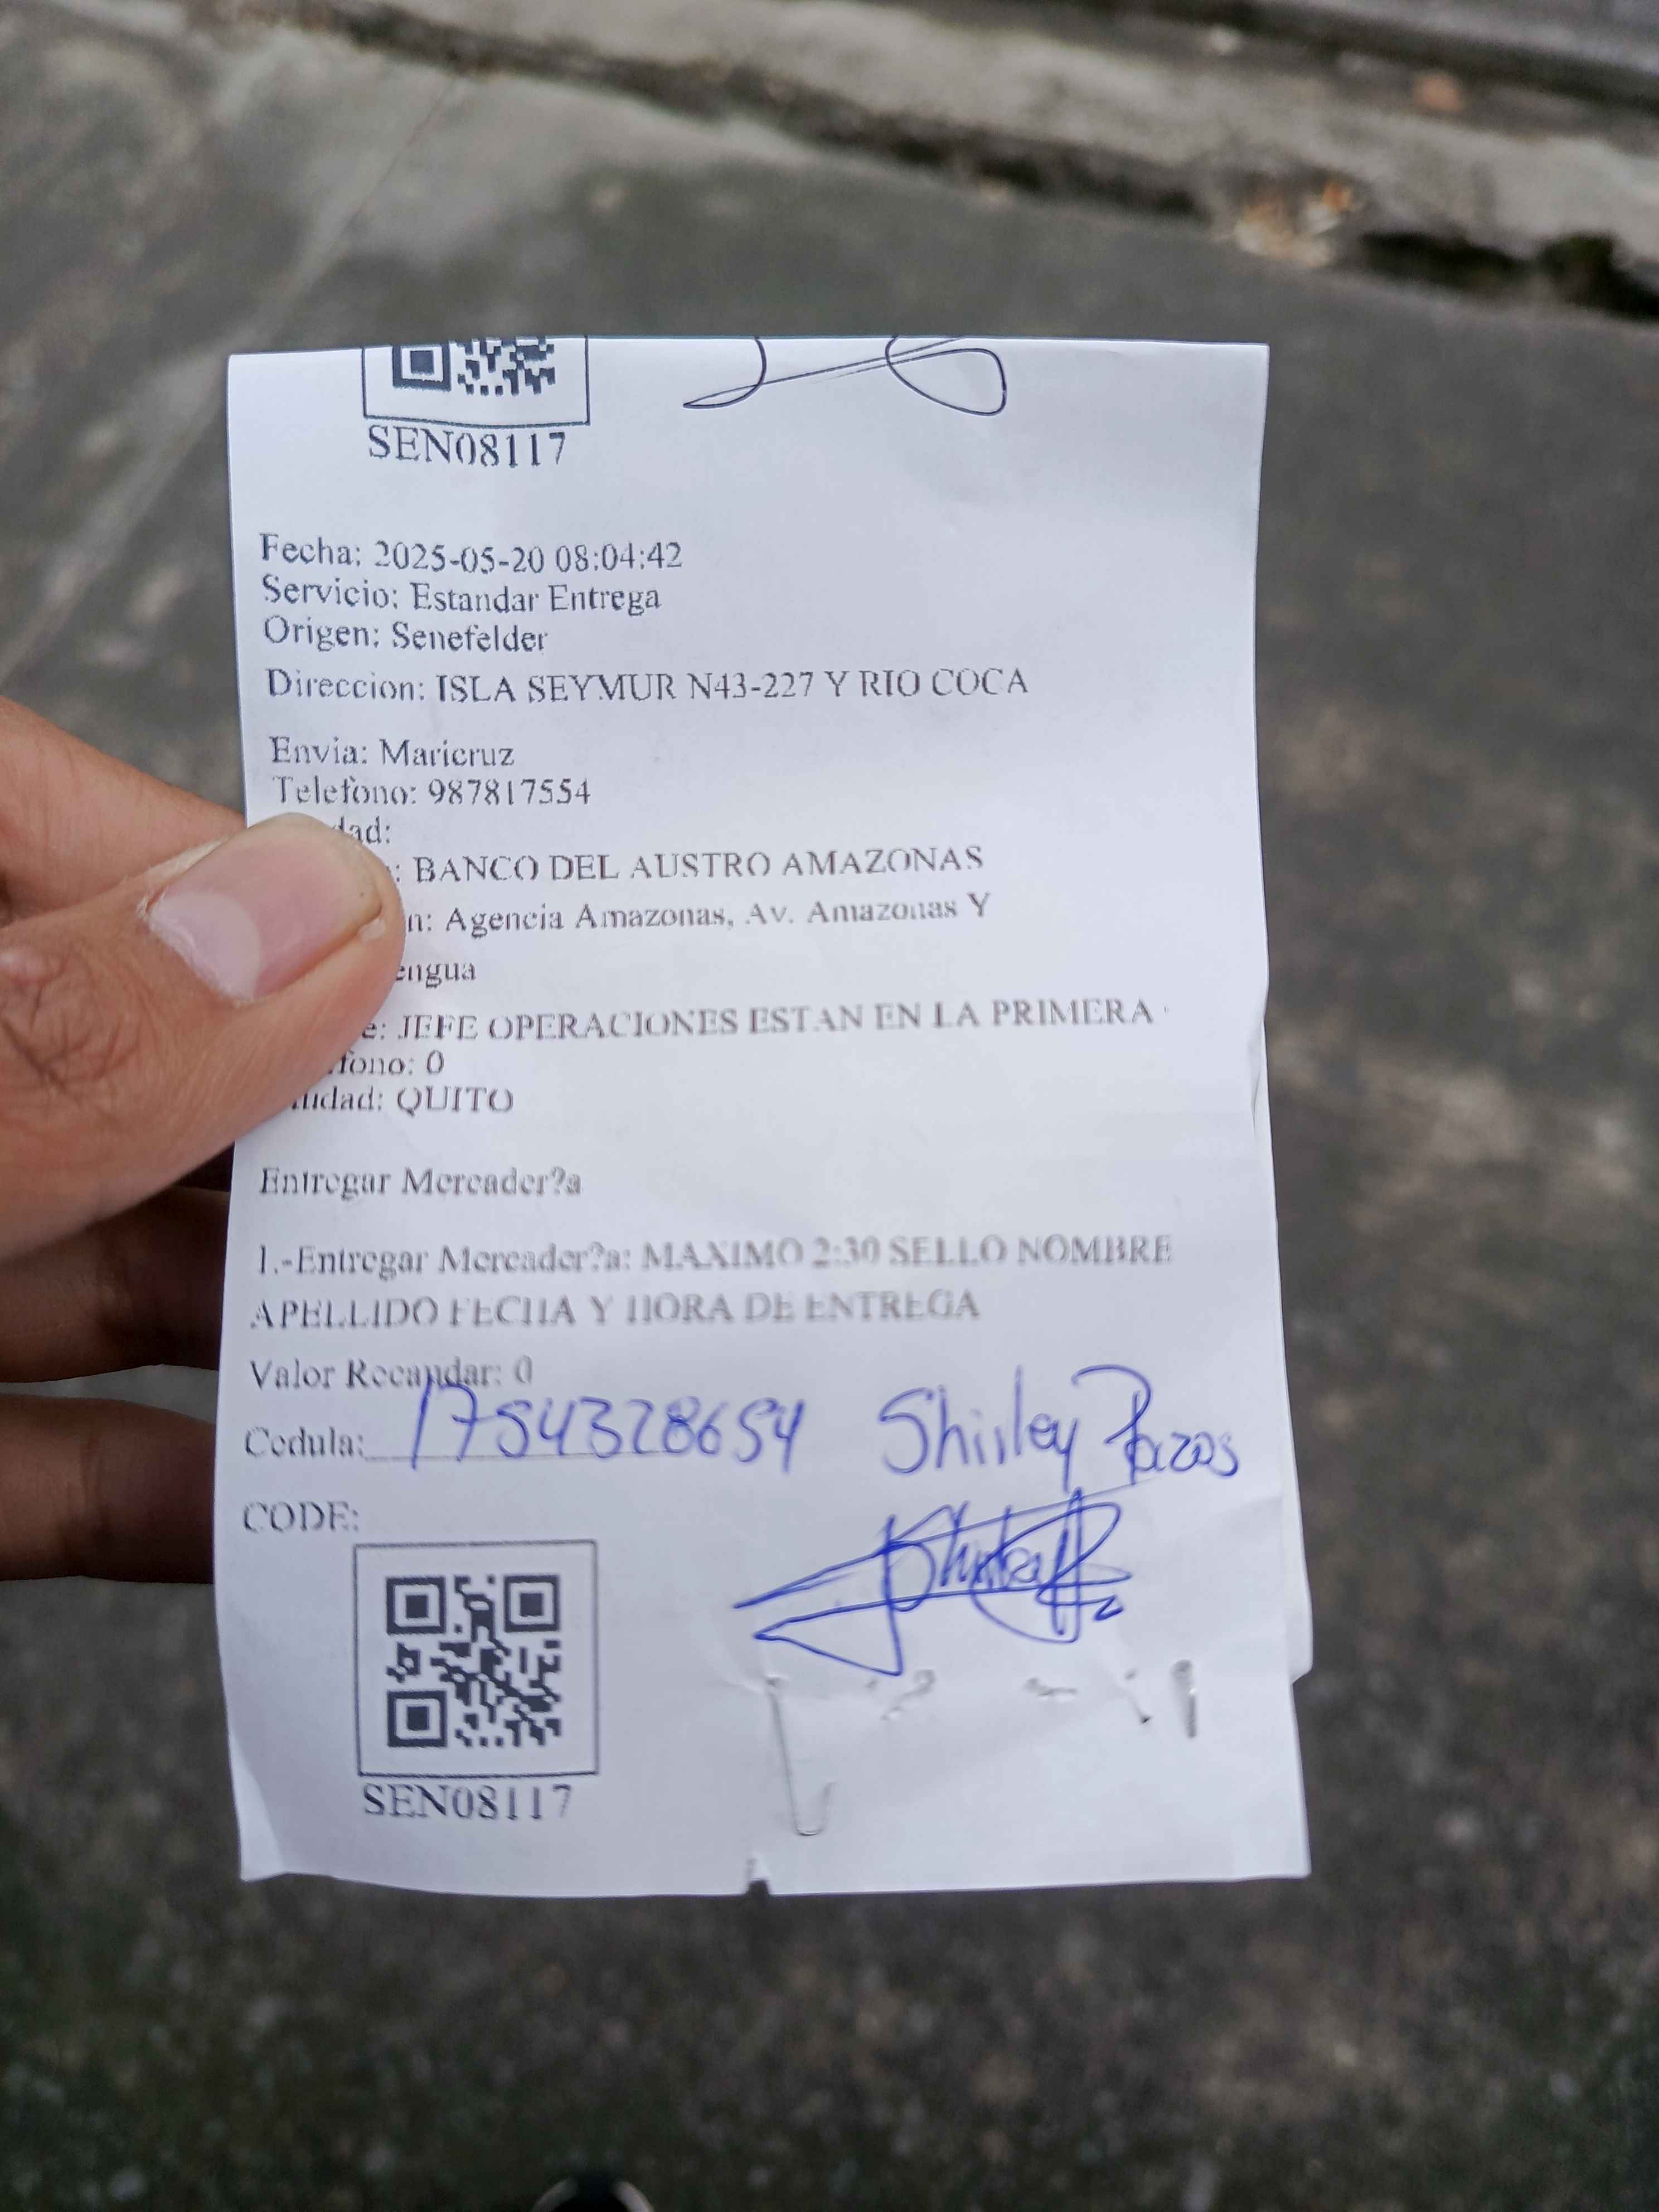 SEN08117
Fecha: 2025-05-20 08:04:42
Servicio: Estandar Entrega
Origen: Senefelder
Direccion: ISLA SEYMUR N43-227 Y RIO COCA
Envia: Maricruz
Telefono: 987817554
dad:
: BANCO DEL AUSTRO AMAZONAS
n: Agencia Amazonas, Av. Amazonas Y
engua
e: JEFE OPERACIONES ESTAN EN LA PRIMERA
fono: 0
udad: QUITO
Entregar Mercader?a
1.-Entregar Mercader?a: MAXIMO 2:30 SELLO NOMBRE
APELLIDO FECHA Y HORA DE ENTREGA
Valor Recaudar: 0
Cedula: 1754328654 Shirley Pazos
CODE:
SEN08117